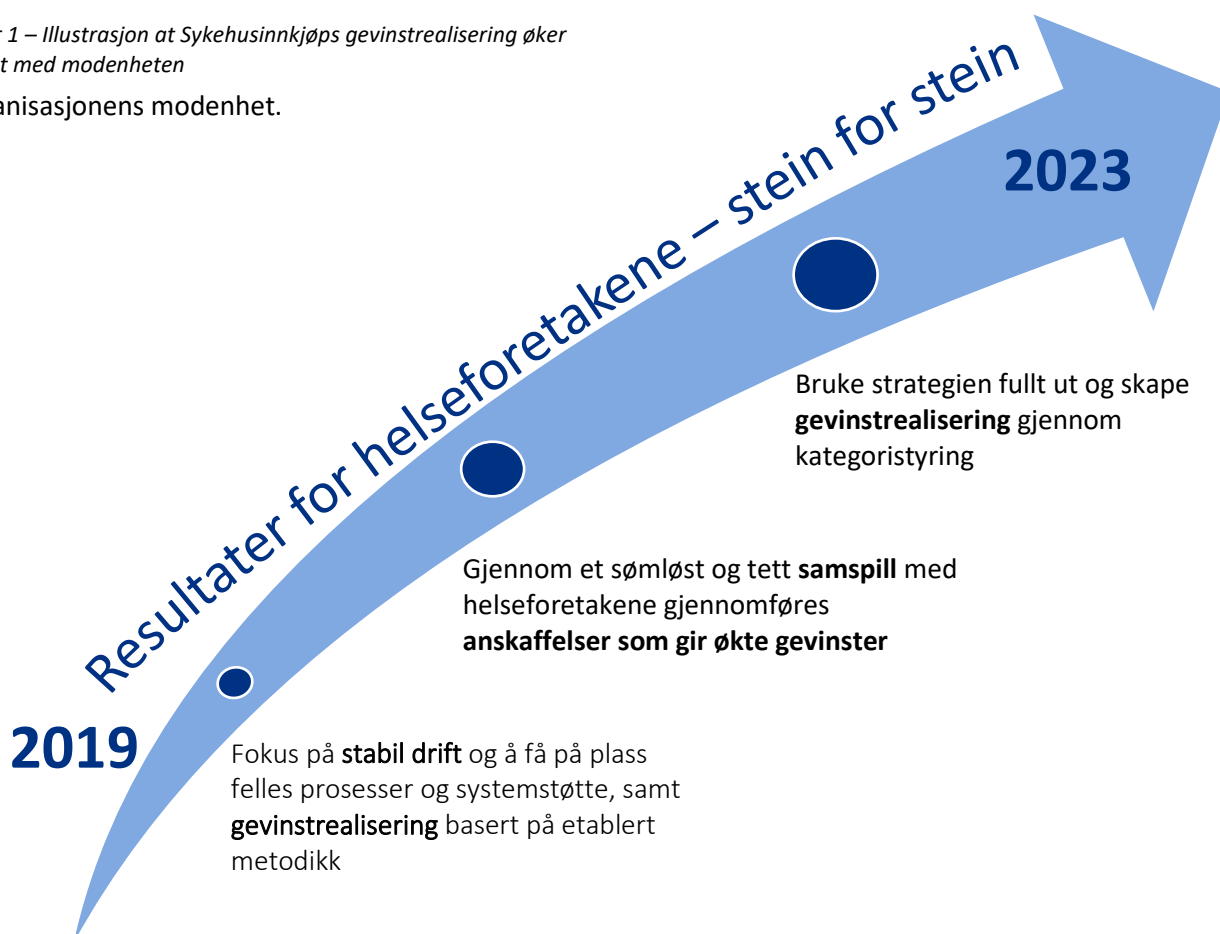 1 – Illustrasjon at Sykehusinnkjøps gevinstrealisering øker
t med modenheten
anisasjonens modenhet.
Resultater for helseforetakene – stein for stein
2023
Bruke strategien fullt ut og skape
gevinstrealisering gjennom
kategoristyring
Gjennom et sømløst og tett samspill med
helseforetakene gjennomføres
anskaffelser som gir økte gevinster
2019
Fokus på stabil drift og å få på plass
felles prosesser og systemstøtte, samt
gevinstrealisering basert på etablert
metodikk